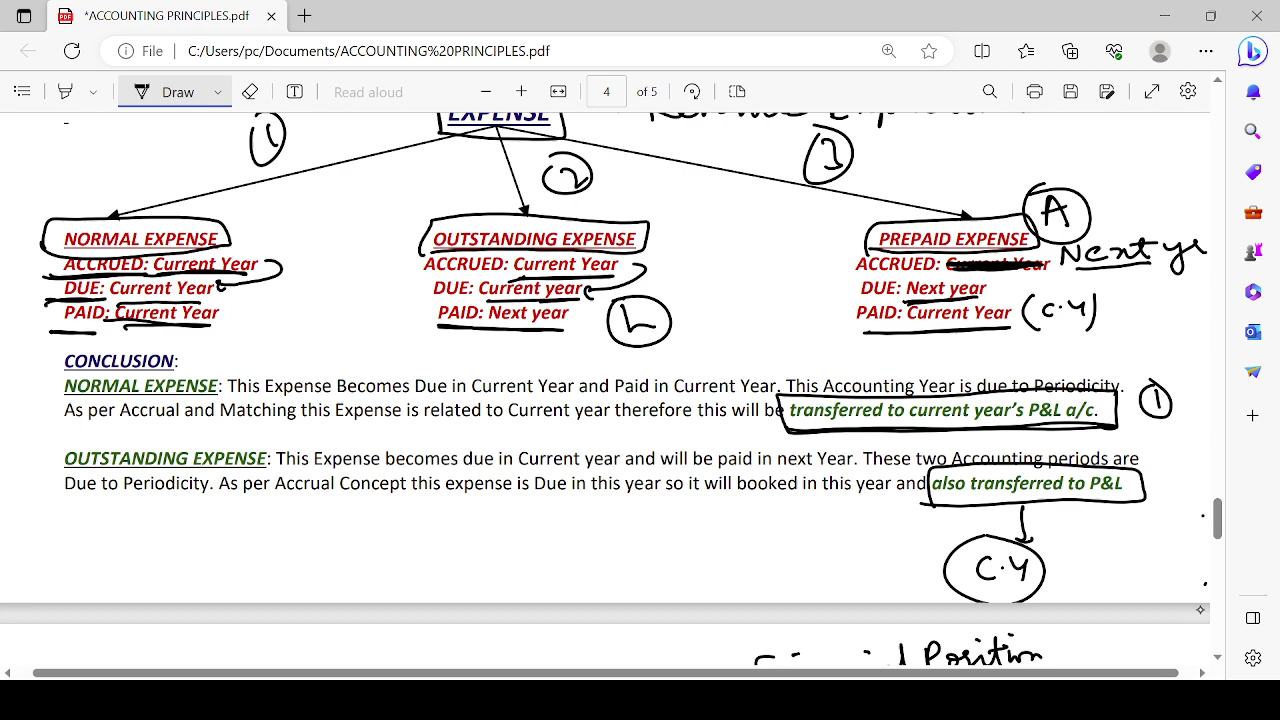 *ACCOUNTING PRINCIPLES.pdf
File C:/Users/pc/Documents/ACCOUNTING%20PRINCIPLES.pdf
Draw Read aloud 4 of 5
EXPENSE
1 2 3
A
NORMAL EXPENSE OUTSTANDING EXPENSE PREPAID EXPENSE
ACCRUED: Current Year ACCRUED: Current Year ACCRUED: Current Year Next ye
DUE: Current Year DUE: Current year DUE: Next year
PAID: Current Year PAID: Next year L PAID: Current Year (C.Y)
CONCLUSION:
NORMAL EXPENSE: This Expense Becomes Due in Current Year and Paid in Current Year. This Accounting Year is due to Periodicity.
As per Accrual and Matching this Expense is related to Current year therefore this will be transferred to current year’s P&L a/c. 1
OUTSTANDING EXPENSE: This Expense becomes due in Current year and will be paid in next Year. These two Accounting periods are
Due to Periodicity. As per Accrual Concept this expense is Due in this year so it will booked in this year and also transferred to P&L
C.Y
Position